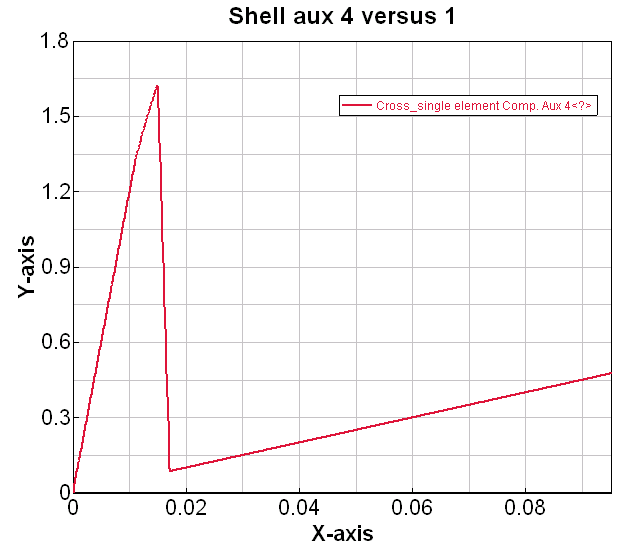 Shell aux 4 versus 1
1.8
Cross_single element Comp. Aux 4<?>
1.5
1.2
0.9
Y-axis
0.6
0.3
0
0 0.02 0.04 0.06 0.08
X-axis